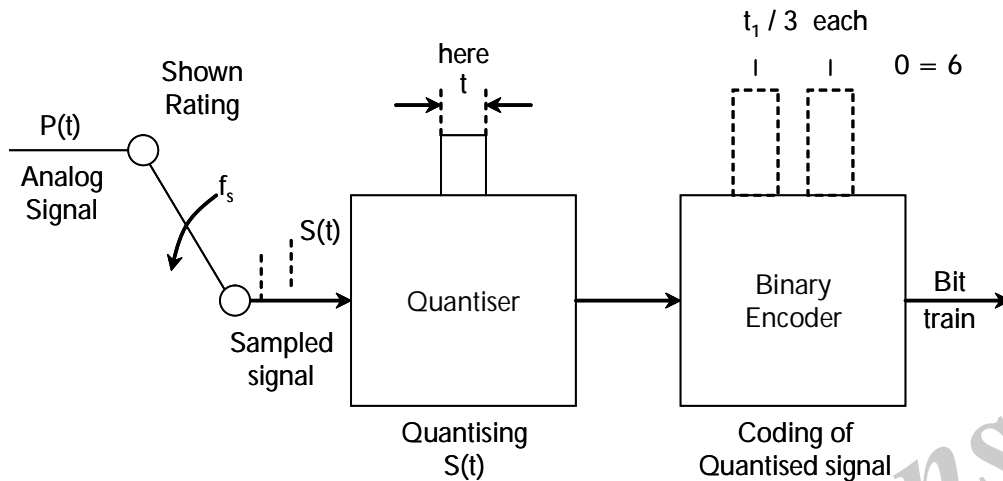 t₁ / 3 each
0 = 6
here
t
Shown
Rating
P(t)
Analog
Signal
fₛ
S(t)
Sampled
signal
Quantiser
Quantising
S(t)
Binary
Encoder
Coding of
Quantised signal
Bit
train